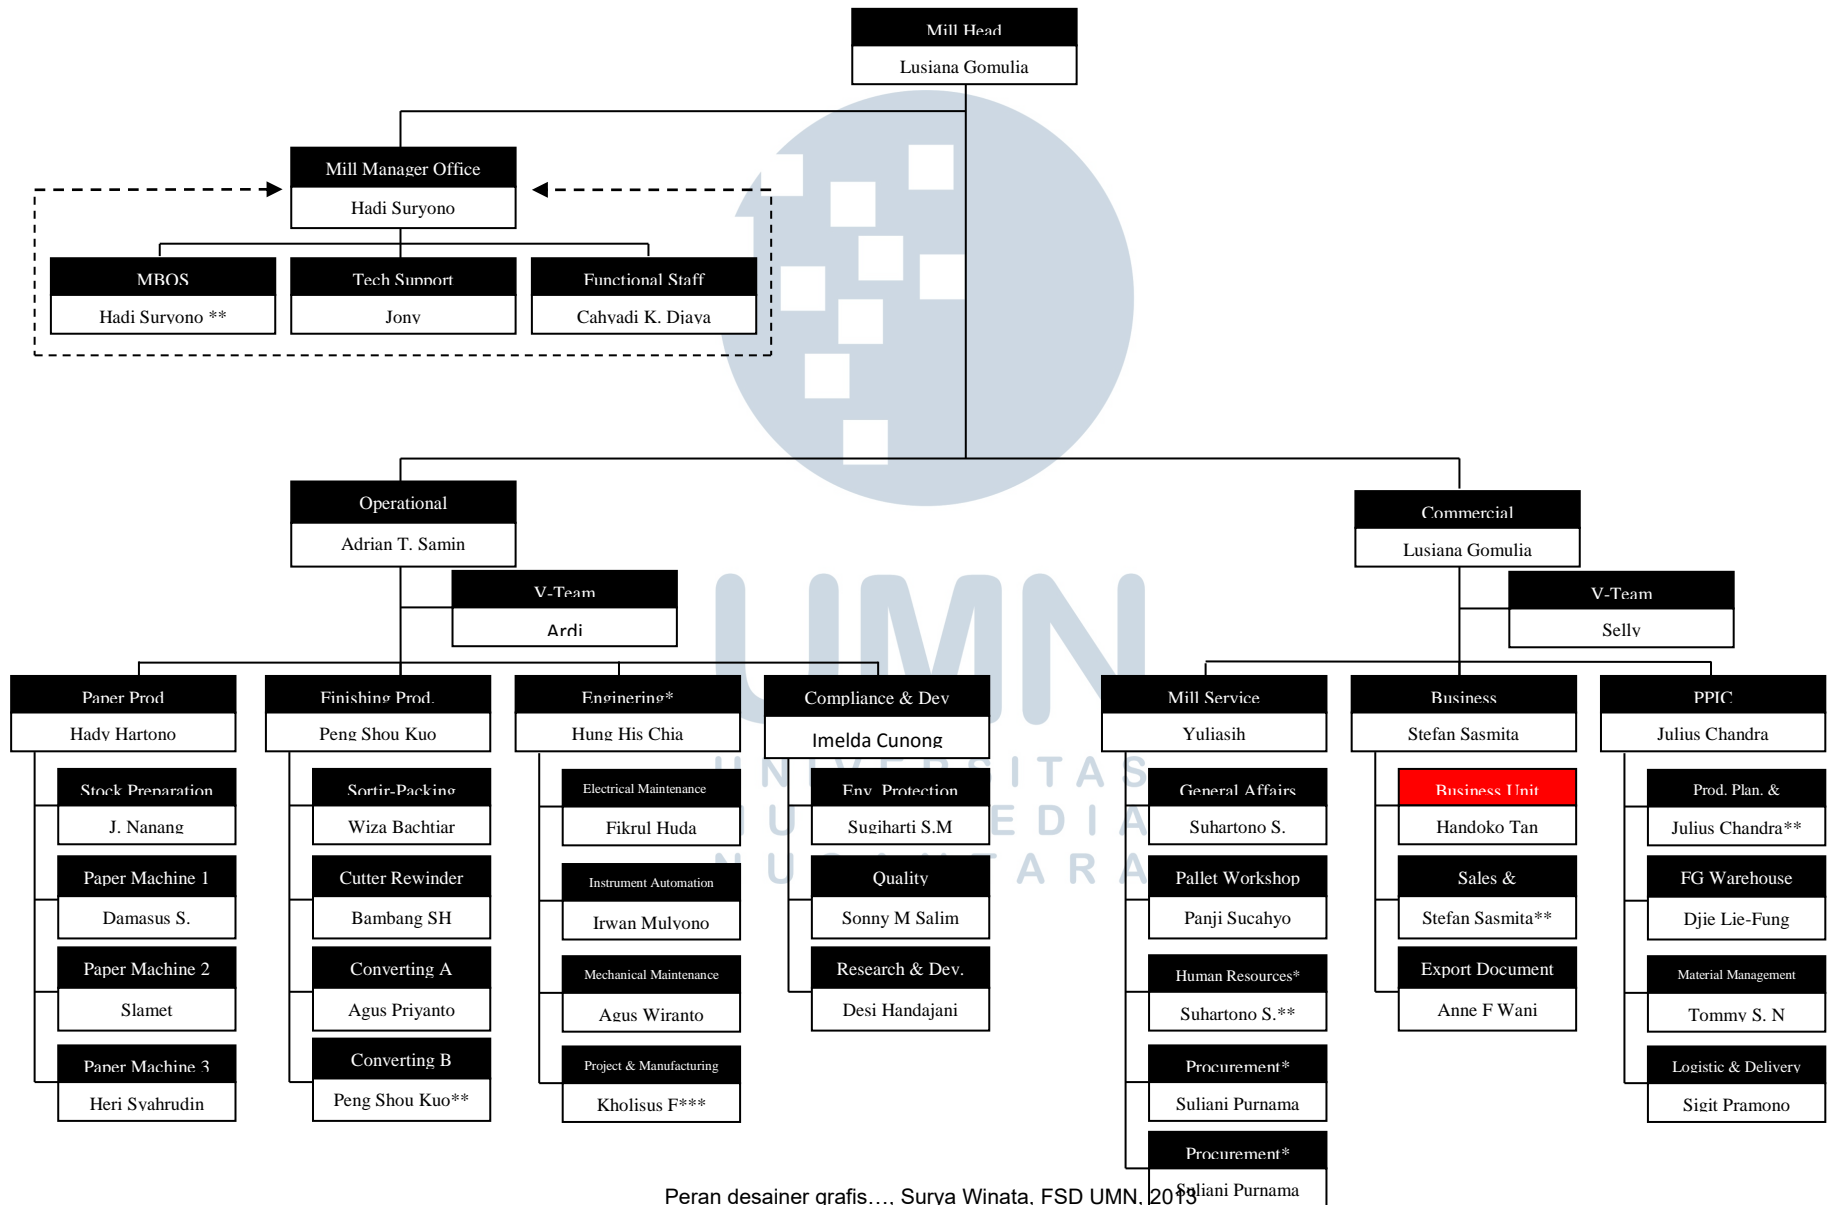 Mill Head
Lusiana Gomulia
Mill Manager Office
Hadi Suryono
MBOS
Hadi Suryono **
Tech Support
Jony
Functional Staff
Cahyadi K. Djaya
Operational
Adrian T. Samin
Commercial
Lusiana Gomulia
V-Team
Ardi
V-Team
Selly
Paper Prod
Hady Hartono
Stock Preparation
J. Nanang
Paper Machine 1
Damasus S.
Paper Machine 2
Slamet
Paper Machine 3
Heri Syahrudin
Finishing Prod.
Peng Shou Kuo
Sortir-Packing
Wiza Bachtiar
Cutter Rewinder
Bambang SH
Converting A
Agus Priyanto
Converting B
Peng Shou Kuo**
Enginering*
Hung His Chia
Electrical Maintenance
Fikrul Huda
Instrument Automation
Irwan Mulyono
Mechanical Maintenance
Agus Wiranto
Project & Manufacturing
Kholisus F***
Compliance & Dev
Imelda Cunong
Env. Protection
Sugiharti S.M
Quality
Sonny M Salim
Research & Dev.
Desi Handajani
Mill Service
Yuliasih
General Affairs
Suhartono S.
Pallet Workshop
Panji Sucahyo
Human Resources*
Suhartono S.**
Procurement*
Suliani Purnama
Procurement*
Suliani Purnama
Business
Stefan Sasmita
Business Unit
Handoko Tan
Sales &
Stefan Sasmita**
Export Document
Anne F Wani
PPIC
Julius Chandra
Prod. Plan. &
Julius Chandra**
FG Warehouse
Djie Lie-Fung
Material Management
Tommy S. N
Logistic & Delivery
Sigit Pramono
UMN
UNIVERSITAS
NUSANTARA
Peran desainer grafis..., Surya Winata, FSD UMN, 2013